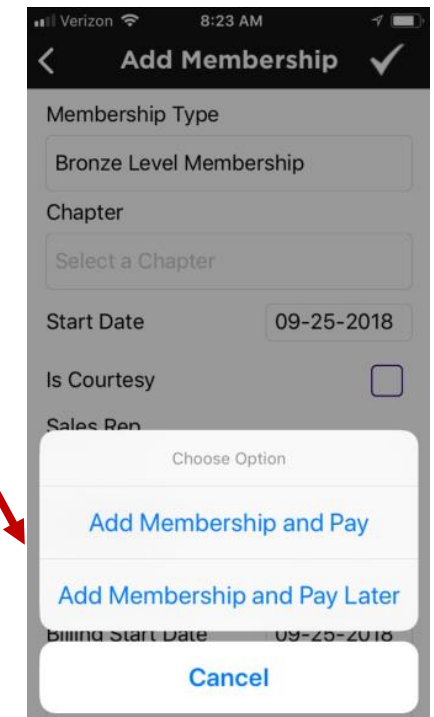 Verizon 8:23 AM
Add Membership
Membership Type
Bronze Level Membership
Chapter
Select a Chapter
Start Date 09-25-2018
Is Courtesy
Sales Rep
Choose Option
Add Membership and Pay
Add Membership and Pay Later
Billing Start Date 09-25-2018
Cancel